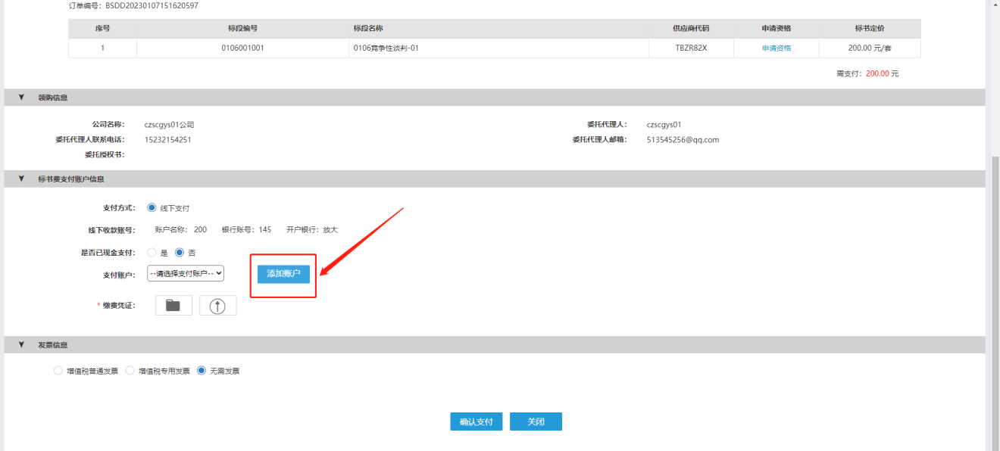 订单编号：BSDD20230107151620597
序号 标段编号 标段名称 供应商代码 申请资格 标书定价
1 0106001001 0106竞争性谈判-01 TBZR82X 申请资格 200.00 元/套
需支付：200.00 元
▼ 领购信息
公司名称： czscgys01公司 委托代理人： czscgys01
委托代理人联系电话： 15232154251 委托代理人邮箱： 513545256@qq.com
委托授权书：
▼ 标书费支付账户信息
支付方式： 线下支付
线下收款账号： 账户名称： 200 银行账号：145 开户银行：放大
是否已现金支付： 是 否
支付账户： --请选择支付账户-- 添加账户
* 缴费凭证：
▼ 发票信息
增值税普通发票 增值税专用发票 无需发票
确认支付 关闭